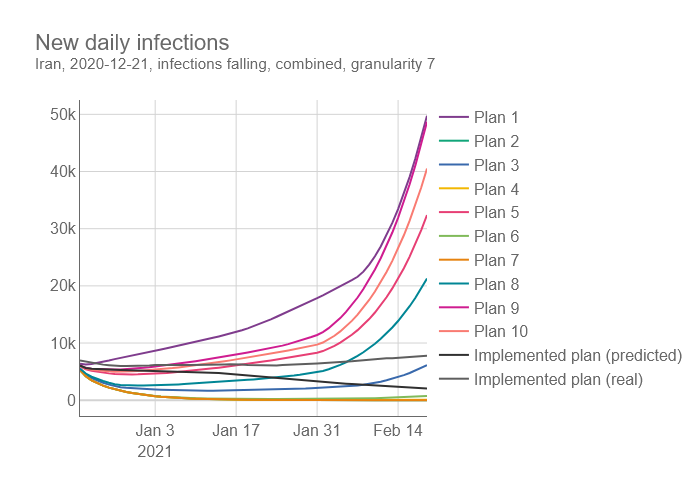 New daily infections
Iran, 2020-12-21, infections falling, combined, granularity 7
50k
40k
30k
20k
10k
0
Jan 3
2021
Jan 17
Jan 31
Feb 14
Plan 1
Plan 2
Plan 3
Plan 4
Plan 5
Plan 6
Plan 7
Plan 8
Plan 9
Plan 10
Implemented plan (predicted)
Implemented plan (real)